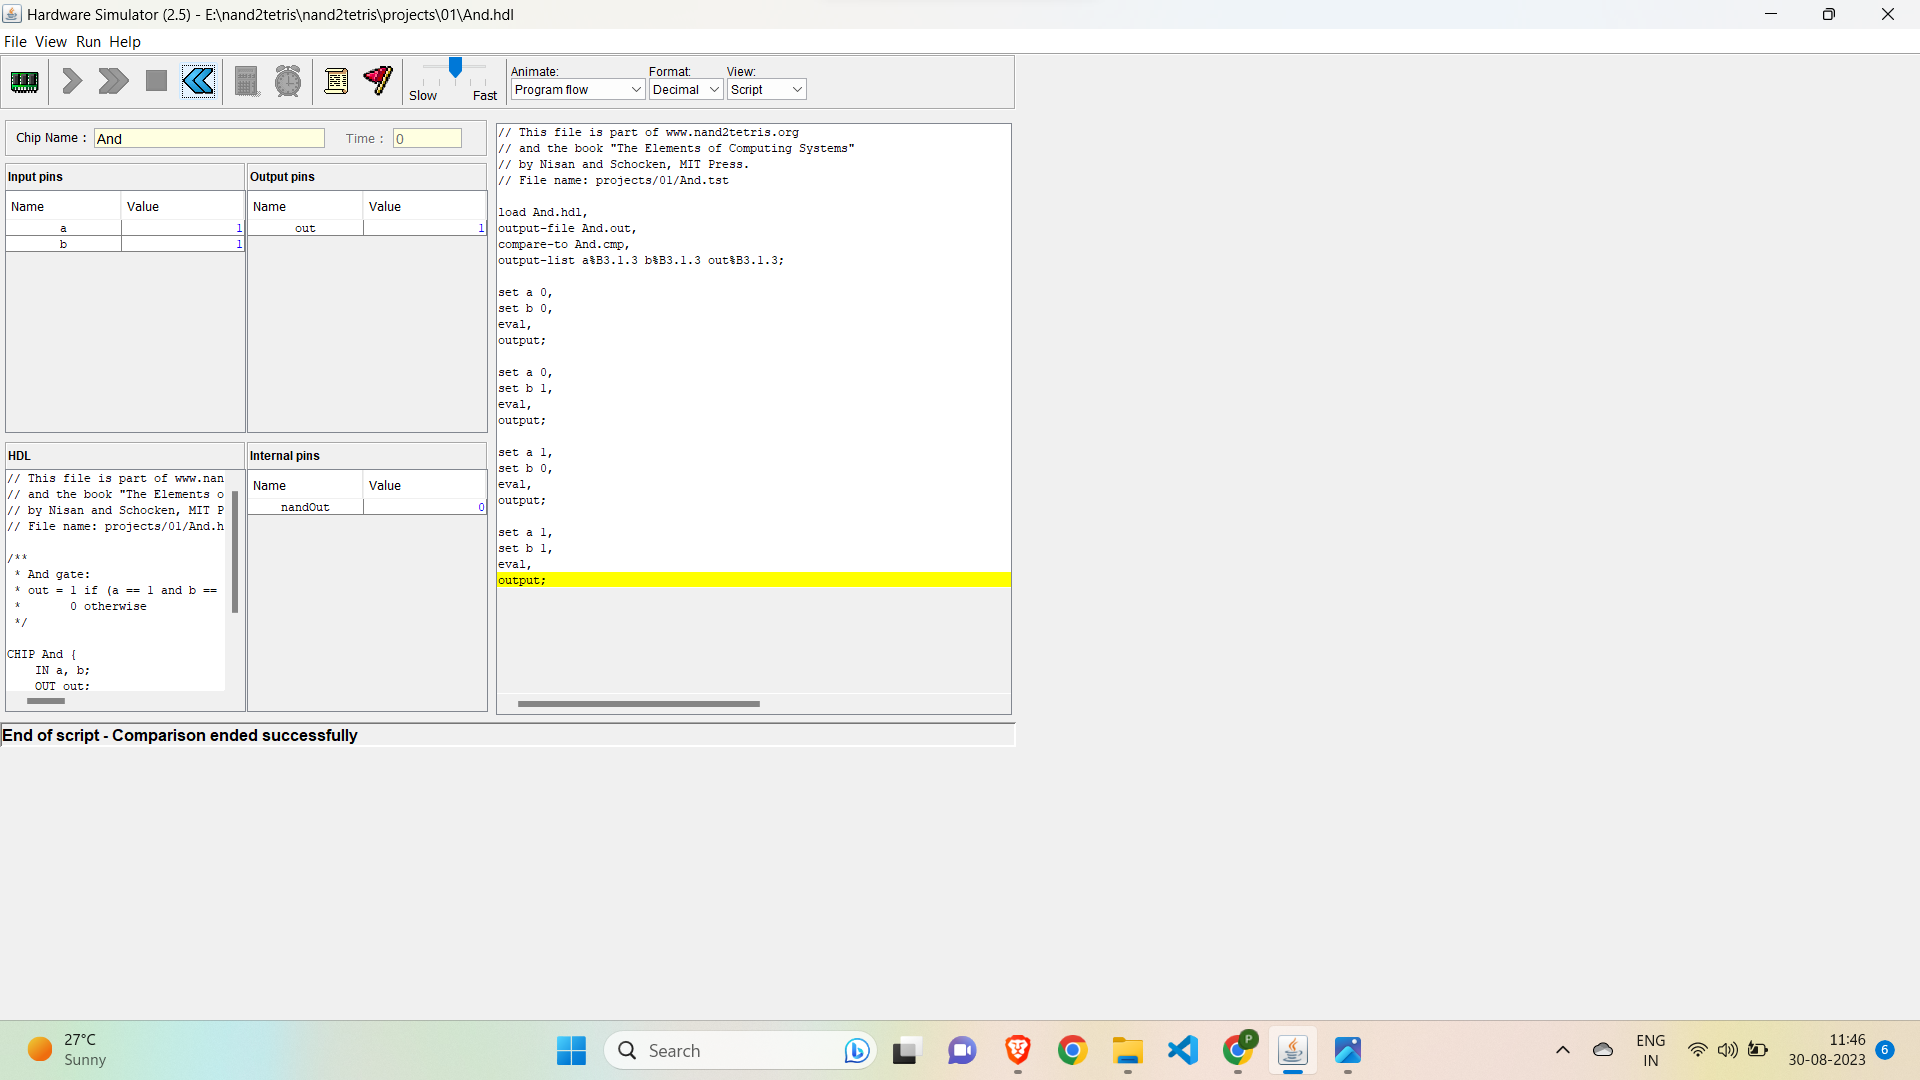 Hardware Simulator (2.5) - E:\nand2tetris\nand2tetris\projects\01\And.hdl
File View Run Help
Slow Fast
Animate: Format: View:
Program flow Decimal Script
Chip Name : And Time : 0
Input pins
Name Value
a 1
b 1
Output pins
Name Value
out 1
HDL
// This file is part of www.nan
// and the book "The Elements o
// by Nisan and Schocken, MIT P
// File name: projects/01/And.h
/**
* And gate:
* out = 1 if (a == 1 and b ==
* 0 otherwise
*/
CHIP And {
IN a, b;
OUT out;
Internal pins
Name Value
nandOut 0
// This file is part of www.nand2tetris.org
// and the book "The Elements of Computing Systems"
// by Nisan and Schocken, MIT Press.
// File name: projects/01/And.tst
load And.hdl,
output-file And.out,
compare-to And.cmp,
output-list a%B3.1.3 b%B3.1.3 out%B3.1.3;
set a 0,
set b 0,
eval,
output;
set a 0,
set b 1,
eval,
output;
set a 1,
set b 0,
eval,
output;
set a 1,
set b 1,
eval,
output;
End of script - Comparison ended successfully
27°C
Sunny
Search
P
ENG
IN
11:46
30-08-2023
6